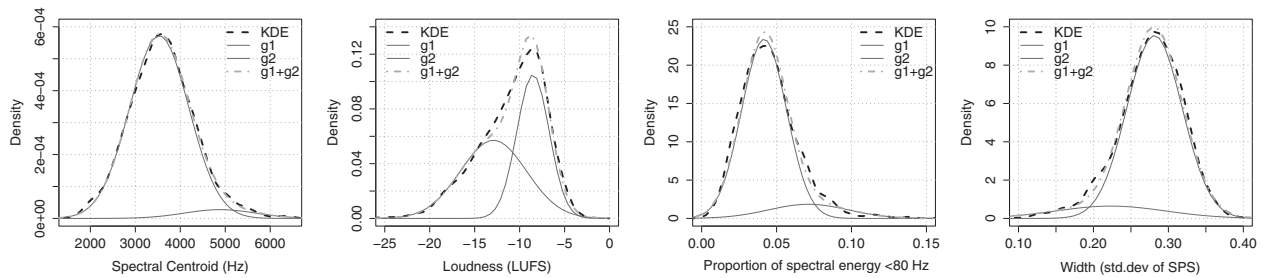 Density
0e+00 2e-04 4e-04 6e-04
KDE
g1
g2
g1+g2
2000 3000 4000 5000 6000
Spectral Centroid (Hz)
Density
0.00 0.04 0.08 0.12
KDE
g1
g2
g1+g2
−25 −20 −15 −10 −5 0
Loudness (LUFS)
Density
0 5 10 15 20 25
KDE
g1
g2
g1+g2
0.00 0.05 0.10 0.15
Proportion of spectral energy <80 Hz
Density
0 2 4 6 8 10
KDE
g1
g2
g1+g2
0.10 0.20 0.30 0.40
Width (std.dev of SPS)